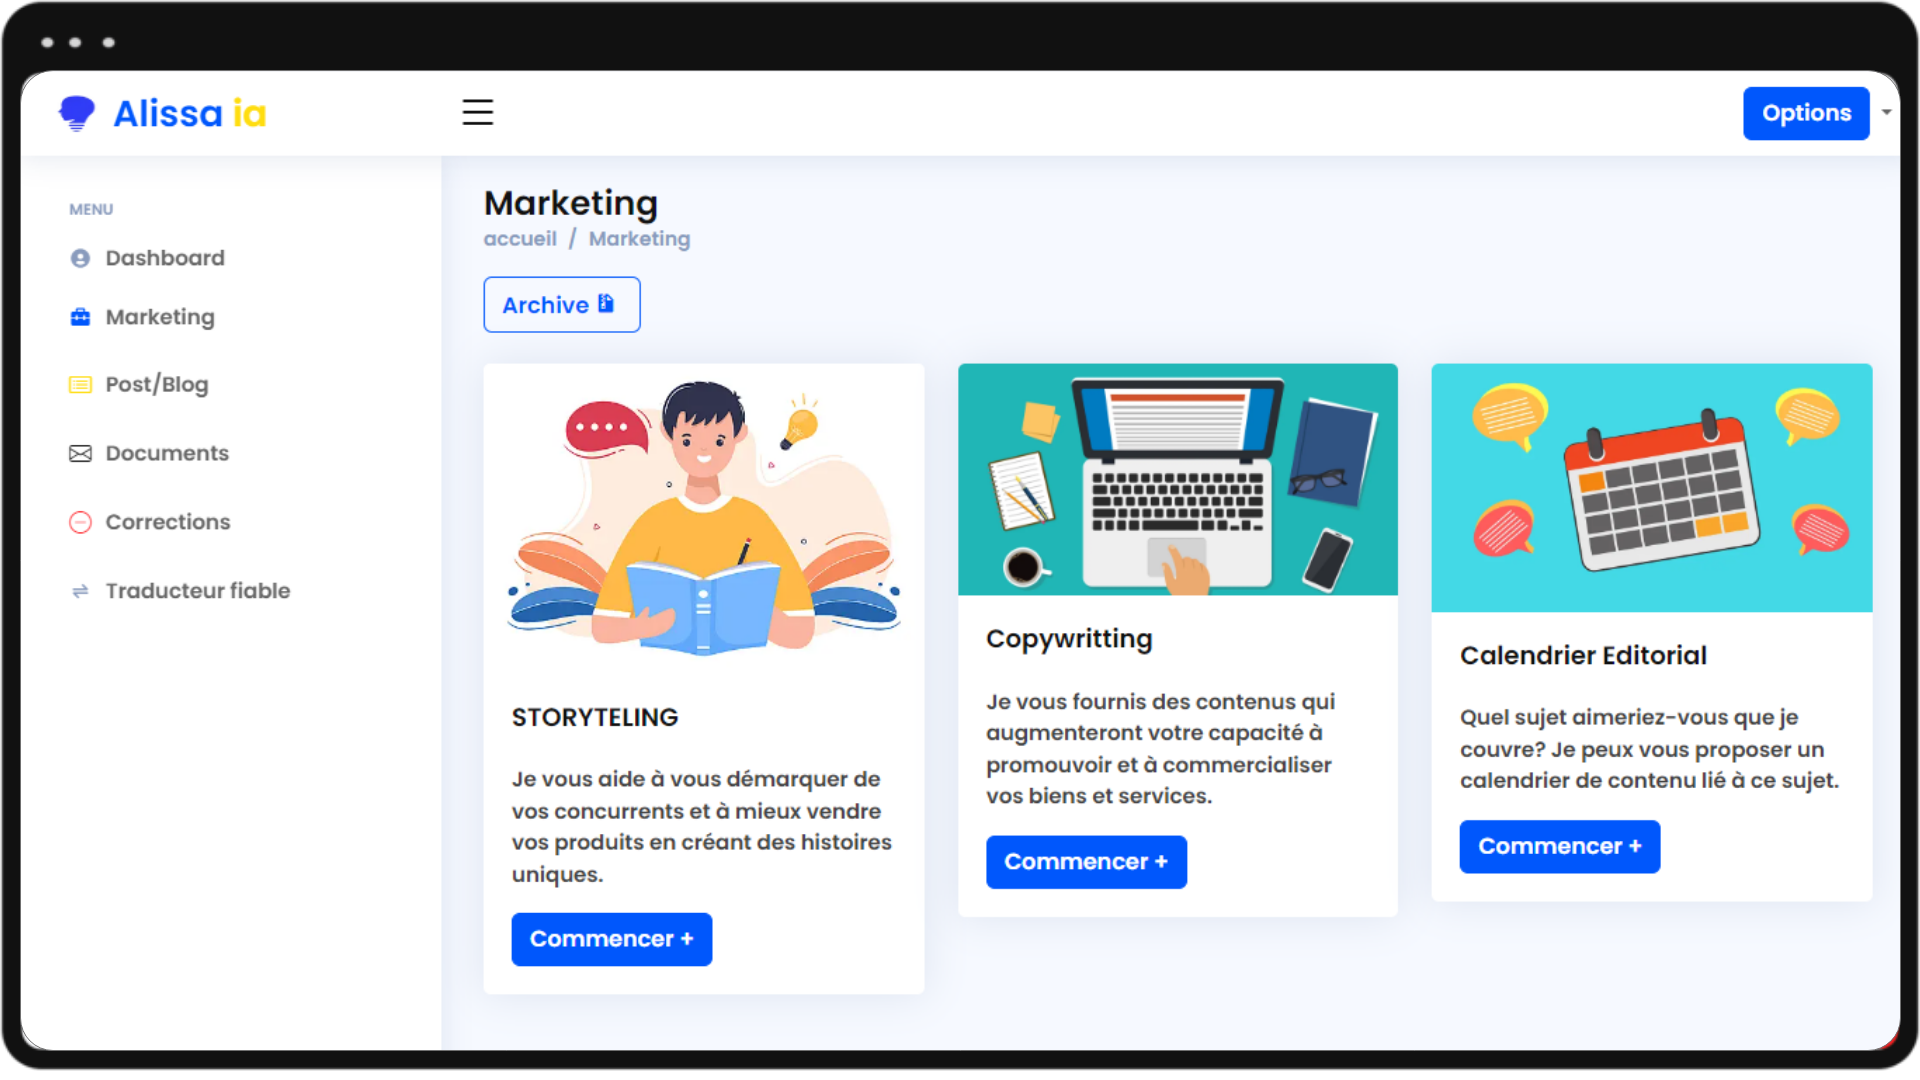 Alissa ia
Options
MENU
Dashboard
Marketing
Post/Blog
Documents
Corrections
Traducteur fiable
Marketing
accueil / Marketing
Archive
STORYTELING
Je vous aide à vous démarquer de
vos concurrents et à mieux vendre
vos produits en créant des histoires
uniques.
Commencer +
Copywritting
Je vous fournis des contenus qui
augmenteront votre capacité à
promouvoir et à commercialiser
vos biens et services.
Commencer +
Calendrier Editorial
Quel sujet aimeriez-vous que je
couvre? Je peux vous proposer un
calendrier de contenu lié à ce sujet.
Commencer +